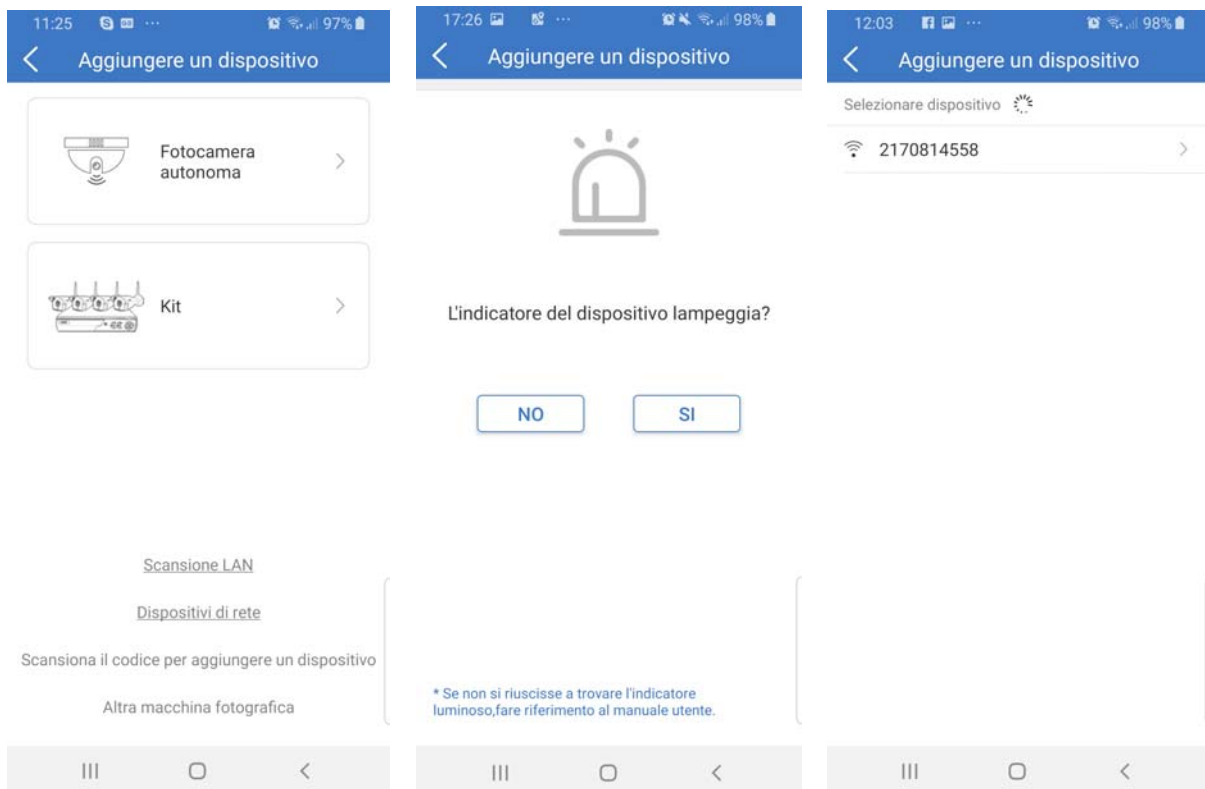 11:25 ... 97%
Aggiungere un dispositivo
Fotocamera
autonoma
Kit
Scansione LAN
Dispositivi di rete
Scansiona il codice per aggiungere un dispositivo
Altra macchina fotografica
17:26 ... 98%
Aggiungere un dispositivo
L'indicatore del dispositivo lampeggia?
NO
SI
* Se non si riuscisse a trovare l'indicatore
luminoso,fare riferimento al manuale utente.
12:03 ... 98%
Aggiungere un dispositivo
Selezionare dispositivo
2170814558